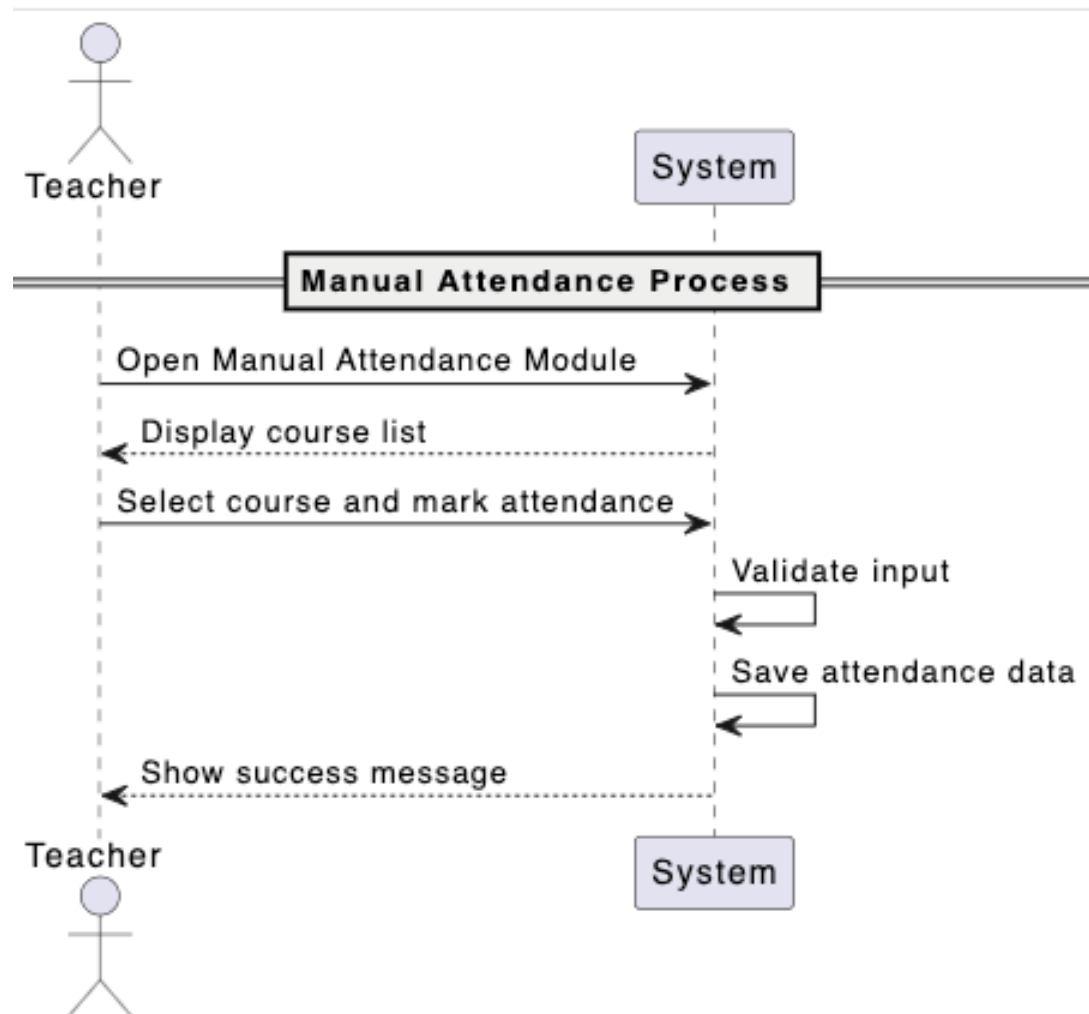 Teacher
System
Manual Attendance Process
Open Manual Attendance Module
Display course list
Select course and mark attendance
Validate input
Save attendance data
Show success message
Teacher
System